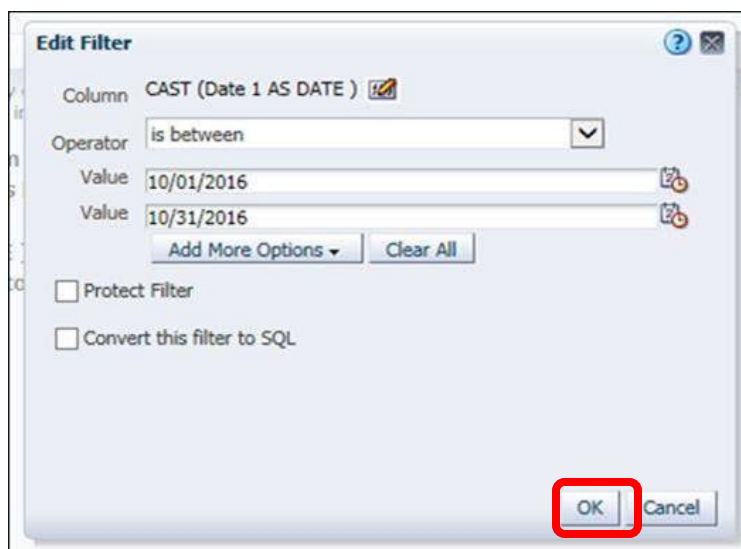 Edit Filter
?
Column CAST (Date 1 AS DATE )
Operator is between
Value 10/01/2016
Value 10/31/2016
Add More Options Clear All
Protect Filter
Convert this filter to SQL
OK Cancel